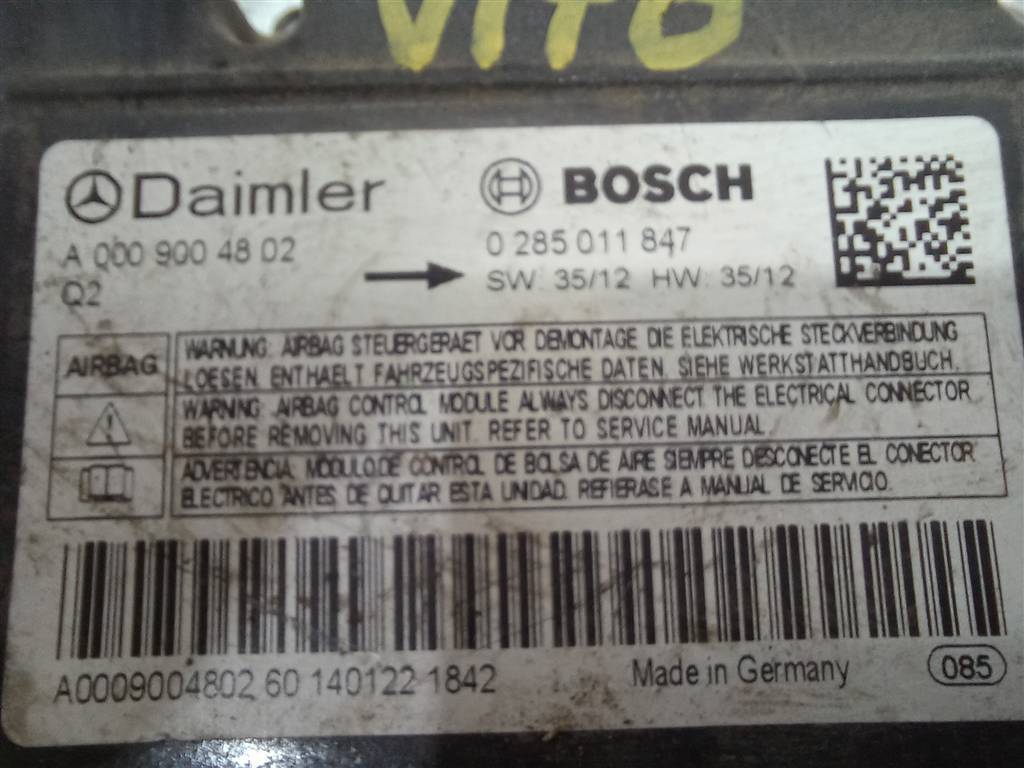 VITO
Daimler
BOSCH
A 000 900 48 02
0 285 011 847
Q2
SW: 35/12 HW: 35/12
AIRBAG
WARNUNG: AIRBAG STEUERGERAET VOR DEMONTAGE DIE ELEKTRISCHE STECKVERBINDUNG
LOESEN. ENTHAELT FAHRZEUGSPEZIFISCHE DATEN. SIEHE WERKSTATTHANDBUCH.
WARNING: AIRBAG CONTROL MODULE ALWAYS DISCONNECT THE ELECTRICAL CONNECTOR
BEFORE REMOVING THIS UNIT. REFER TO SERVICE MANUAL
ADVERTENCIA. MODULO DE CONTROL DE BOLSA DE AIRE SIEMPRE DESCONECTE EL CONECTOR
ELECTRICO ANTES DE QUITAR ESTA UNIDAD. REFIERASE A MANUAL DE SERVICIO.
A0009004802 60 140122 1842
Made in Germany
085